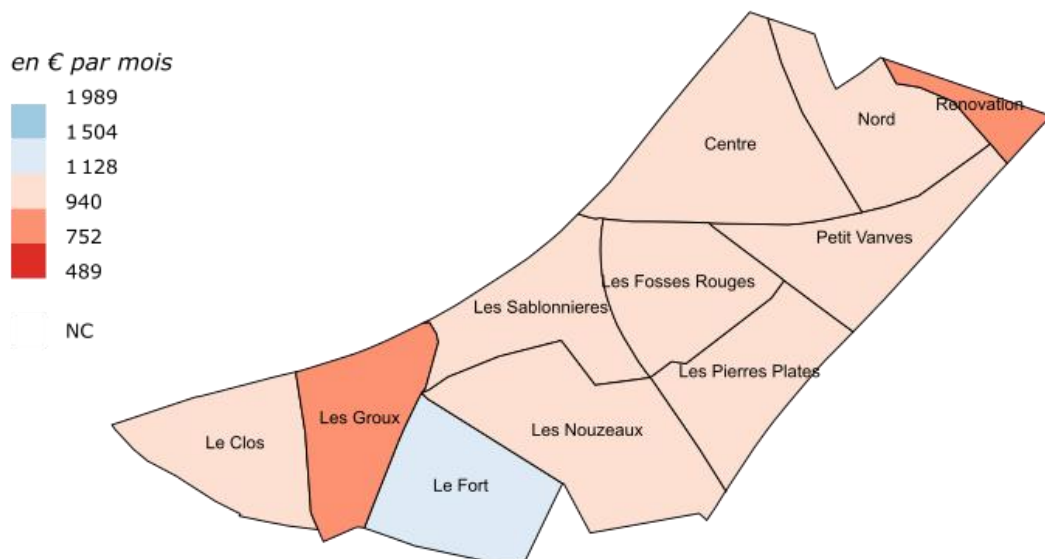 en € par mois
1 989
1 504
1 128
940
752
489
NC
Renovation
Nord
Centre
Petit Vanves
Les Fosses Rouges
Les Sablonnieres
Les Pierres Plates
Les Groux
Les Nouzeaux
Le Clos
Le Fort